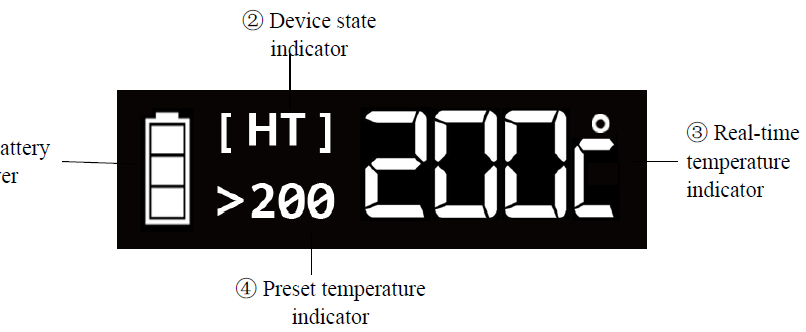 ② Device state
indicator
[ HT ]
>200
200°C
attery
er
③ Real-time
temperature
indicator
④ Preset temperature
indicator